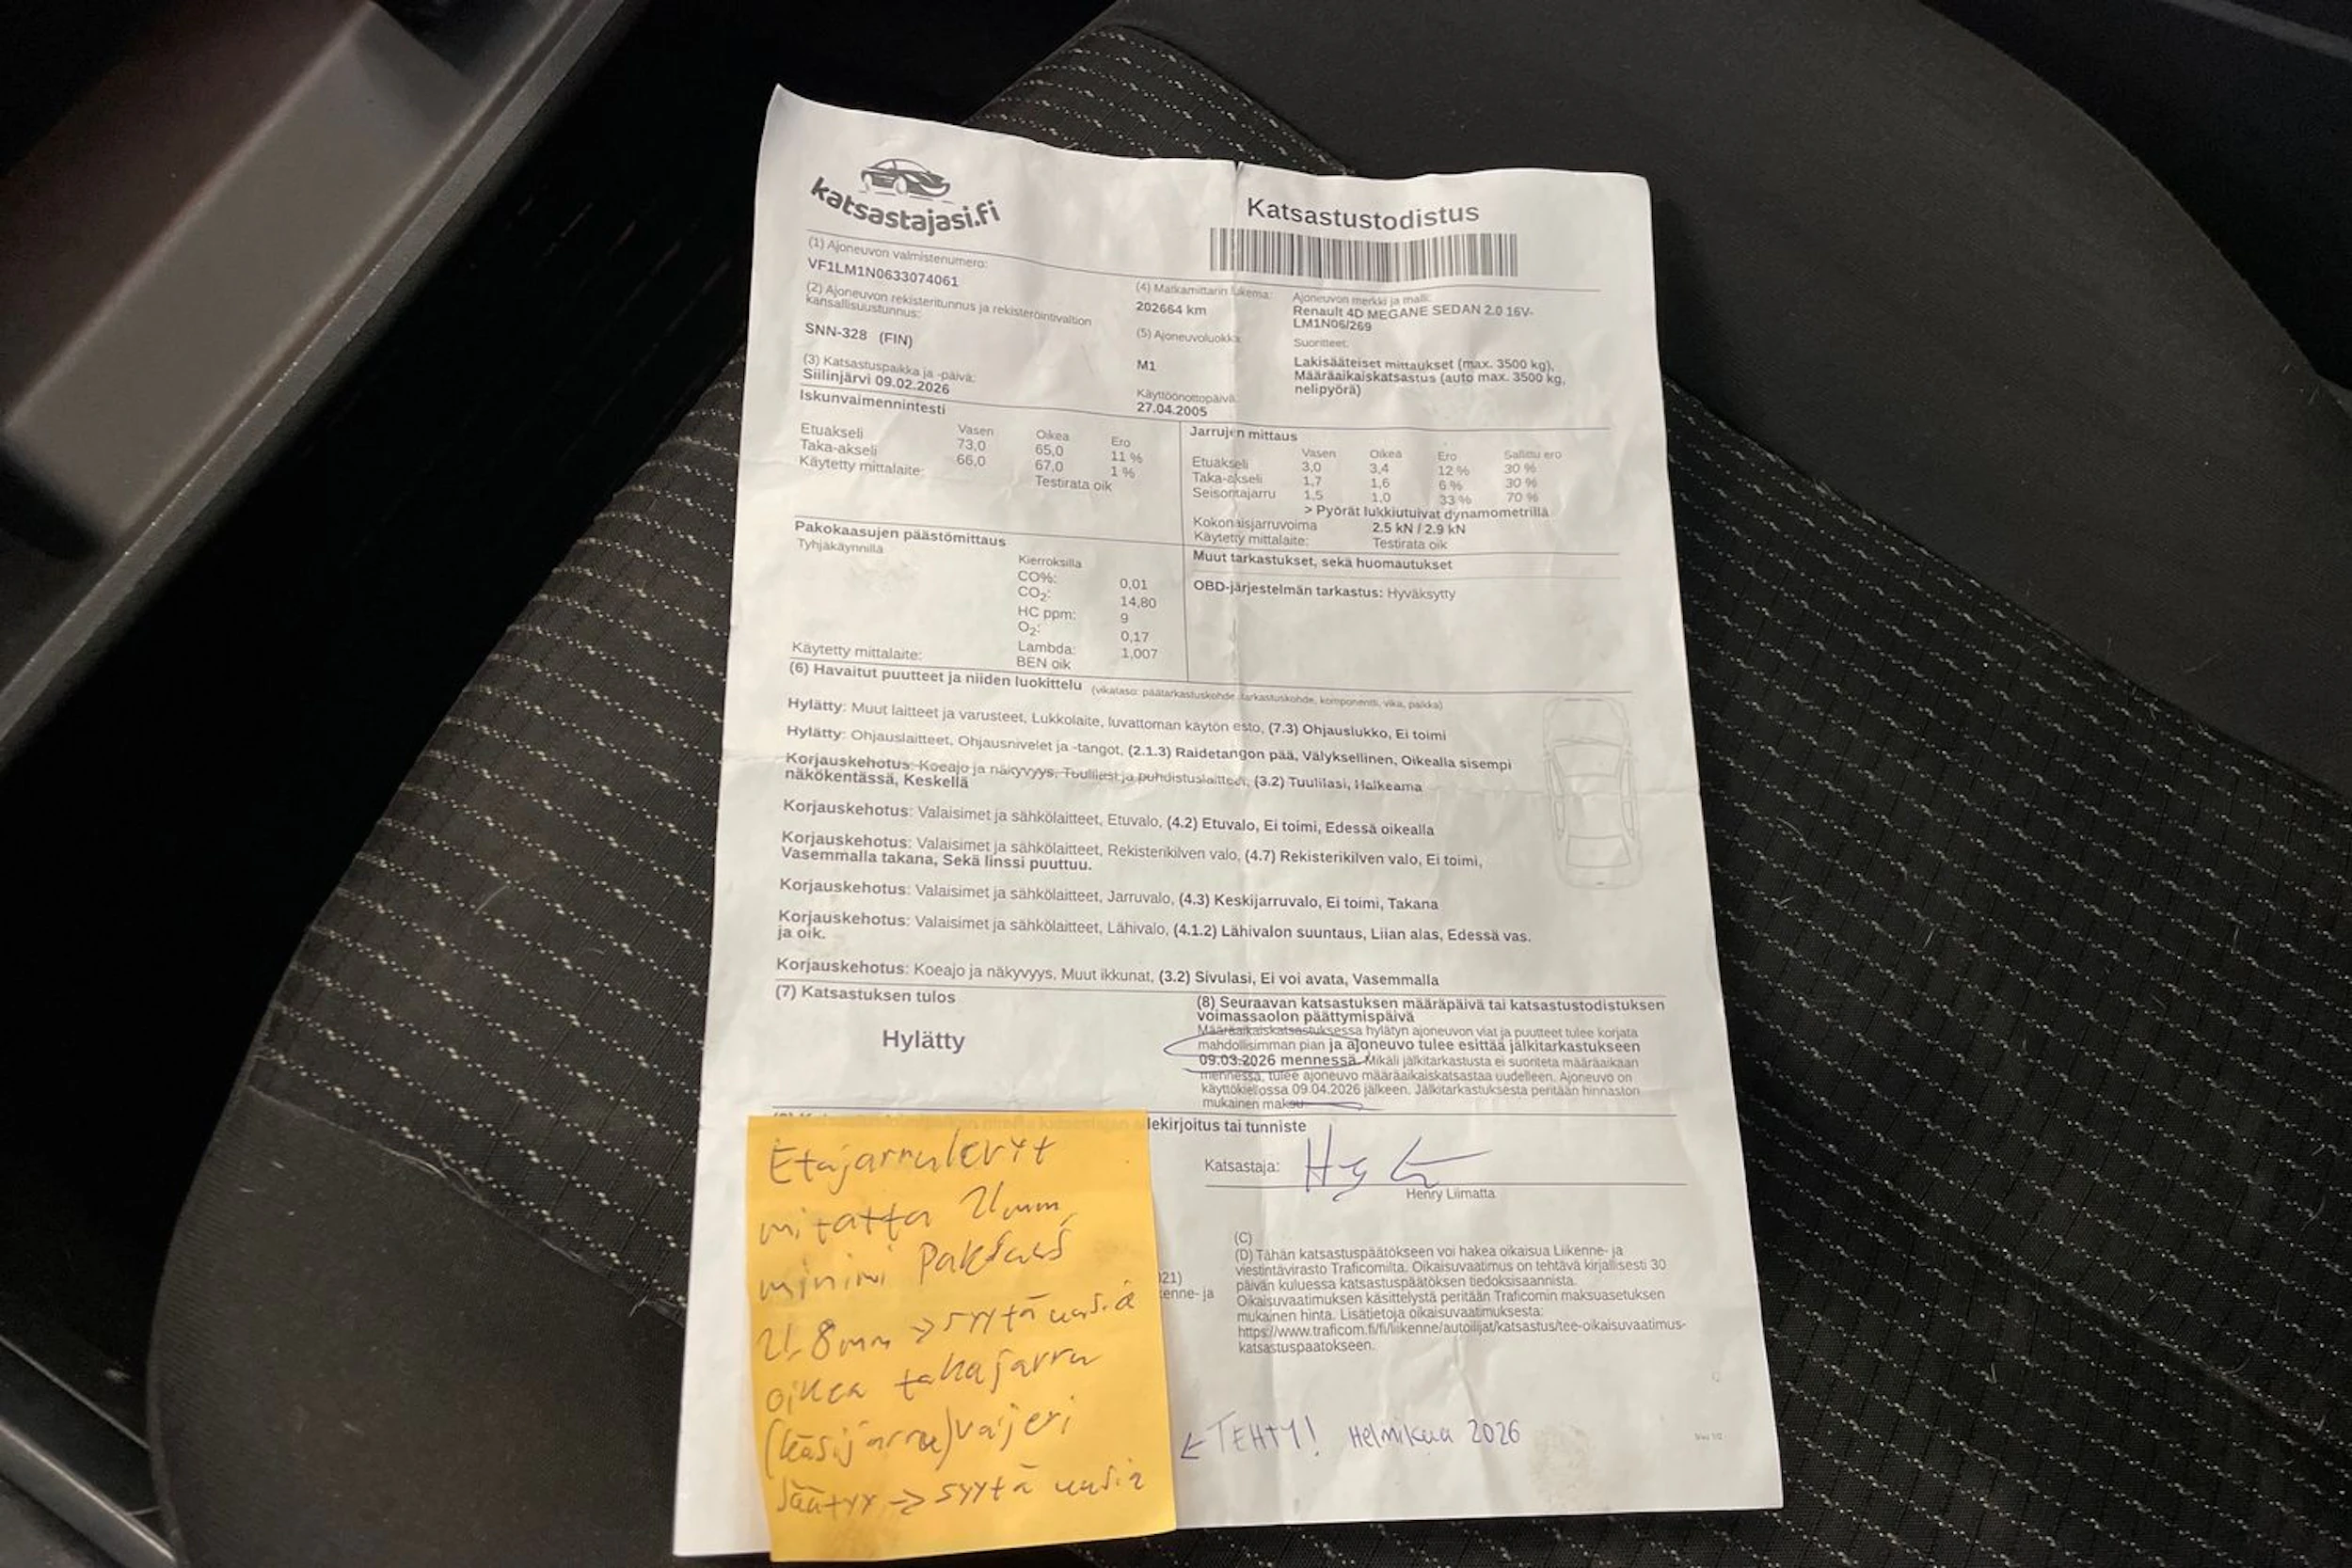 katsastajasi.fi
Katsastustodistus
(1) Ajoneuvon valmistenumero:
VF1LM1N0633074061
(2) Ajoneuvon rekisteritunnus ja rekisteröintivaltion
kansallisuustunnus:
SNN-328 (FIN)
(3) Katsastuspaikka ja -päivä:
Siilinjärvi 09.02.2026
(4) Matkamittarin lukema:
202664 km
(5) Ajoneuvoluokka:
M1
Käyttöönottopäivä:
27.04.2005
Ajoneuvon merkki ja malli:
Renault 4D MEGANE SEDAN 2.0 16V-
LM1N06/269
Suoritteet:
Lakisääteiset mittaukset (max. 3500 kg),
Määräaikaiskatsastus (auto max. 3500 kg,
nelipyörä)
Iskunvaimennintesti
Vasen Oikea Ero
Etuakseli 73,0 65,0 11 %
Taka-akseli 66,0 67,0 1 %
Käytetty mittalaite: Testirata oik
Jarrujen mittaus
Vasen Oikea Ero Sallittu ero
Etuakseli 3,0 3,4 12 % 30 %
Taka-akseli 1,7 1,6 6 % 30 %
Seisontajarru 1,5 1,0 33 % 70 %
> Pyörät lukkiutuivat dynamometrillä
Kokonaisjarruvoima 2.5 kN / 2.9 kN
Käytetty mittalaite: Testirata oik
Pakokaasujen päästömittaus
Tyhjäkäynnillä
Kierroksilla
CO%: 0,01
CO2: 14,80
HC ppm: 9
O2: 0,17
Lambda: 1,007
Käytetty mittalaite: BEN oik
Muut tarkastukset, sekä huomautukset
OBD-järjestelmän tarkastus: Hyväksytty
(6) Havaitut puutteet ja niiden luokittelu (vikataso: päätarkastuskohde, tarkastuskohde, komponentti, vika, paikka)
Hylätty: Muut laitteet ja varusteet, Lukkolaite, luvattoman käytön esto, (7.3) Ohjauslukko, Ei toimi
Hylätty: Ohjauslaitteet, Ohjausnivelet ja -tangot, (2.1.3) Raidetangon pää, Välyksellinen, Oikealla sisempi
Korjauskehotus: Koeajo ja näkyvyys, Tuulilasi ja puhdistuslaitteet, (3.2) Tuulilasi, Halkeama
näkökentässä, Keskellä
Korjauskehotus: Valaisimet ja sähkölaitteet, Etuvalo, (4.2) Etuvalo, Ei toimi, Edessä oikealla
Korjauskehotus: Valaisimet ja sähkölaitteet, Rekisterikilven valo, (4.7) Rekisterikilven valo, Ei toimi,
Vasemmalla takana, Sekä linssi puuttuu.
Korjauskehotus: Valaisimet ja sähkölaitteet, Jarruvalo, (4.3) Keskijarruvalo, Ei toimi, Takana
Korjauskehotus: Valaisimet ja sähkölaitteet, Lähivalo, (4.1.2) Lähivalon suuntaus, Liian alas, Edessä vas.
ja oik.
Korjauskehotus: Koeajo ja näkyvyys, Muut ikkunat, (3.2) Sivulasi, Ei voi avata, Vasemmalla
(7) Katsastuksen tulos
Hylätty
(8) Seuraavan katsastuksen määräpäivä tai katsastustodistuksen
voimassaolon päättymispäivä
Määräaikaiskatsastuksessa hylätyn ajoneuvon viat ja puutteet tulee korjata
mahdollisimman pian ja ajoneuvo tulee esittää jälkitarkastukseen
09.03.2026 mennessä. Mikäli jälkitarkastusta ei suoriteta määräaikaan
mennessä, tulee ajoneuvo määräaikaiskatsastaa uudelleen. Ajoneuvo on
käyttökiellossa 09.04.2026 jälkeen. Jälkitarkastuksesta peritään hinnaston
mukainen maksu
lekirjoitus tai tunniste
Katsastaja:
Henry Liimatta
Etujarrulevyt
mitattu 21mm,
minimi paksuus
21,8mm → syytä uusia
oikea takajarru
(käsijarru)vaijeri
jäätyy → syytä uusia
021)
enne- ja
(C)
(D) Tähän katsastuspäätökseen voi hakea oikaisua Liikenne- ja
viestintävirasto Traficomilta. Oikaisuvaatimus on tehtävä kirjallisesti 30
päivän kuluessa katsastuspäätöksen tiedoksisaannista.
Oikaisuvaatimuksen käsittelystä peritään Traficomin maksuasetuksen
mukainen hinta. Lisätietoja oikaisuvaatimuksesta:
https://www.traficom.fi/fi/liikenne/autoilijat/katsastus/tee-oikaisuvaatimus-
katsastuspaatokseen.
← TEHTY! Helmikuu 2026
Sivu 1/2